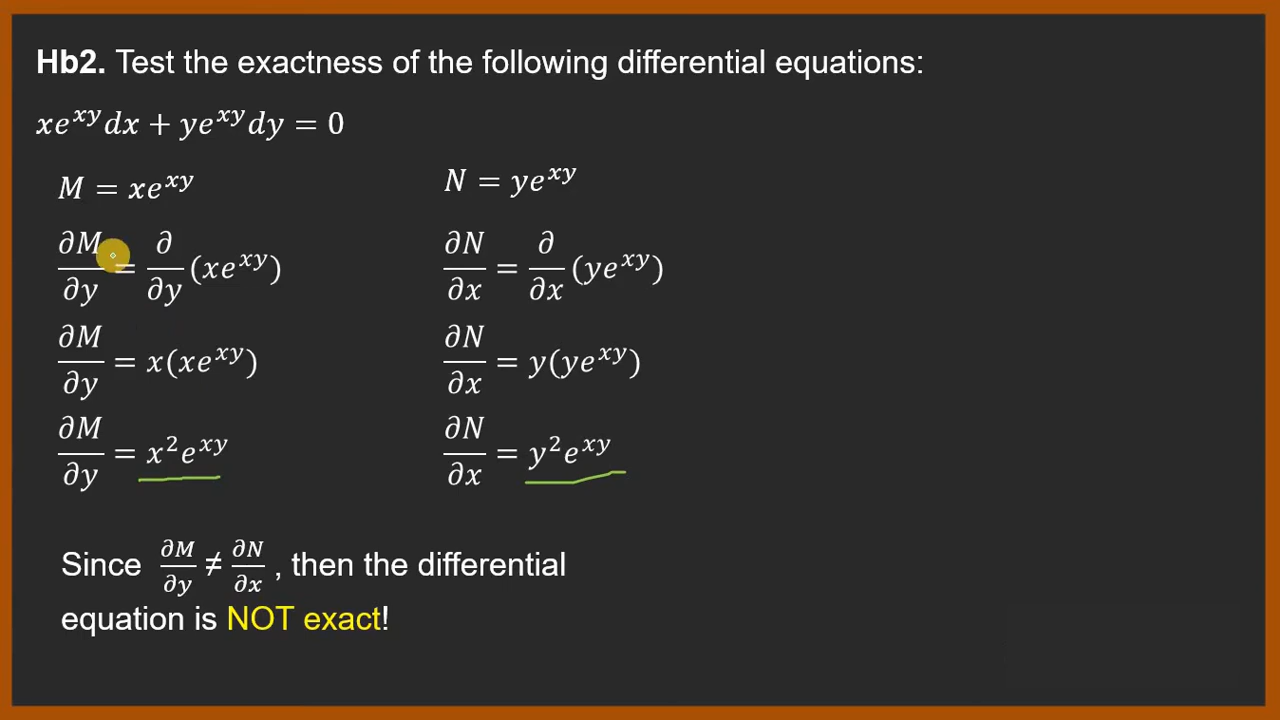 Hb2. Test the exactness of the following differential equations:
xe^{xy}dx + ye^{xy}dy = 0
M = xe^{xy}
∂M/∂y = ∂/∂y (xe^{xy})
∂M/∂y = x(xe^{xy})
∂M/∂y = x²e^{xy}
N = ye^{xy}
∂N/∂x = ∂/∂x (ye^{xy})
∂N/∂x = y(ye^{xy})
∂N/∂x = y²e^{xy}
Since ∂M/∂y ≠ ∂N/∂x , then the differential
equation is NOT exact!